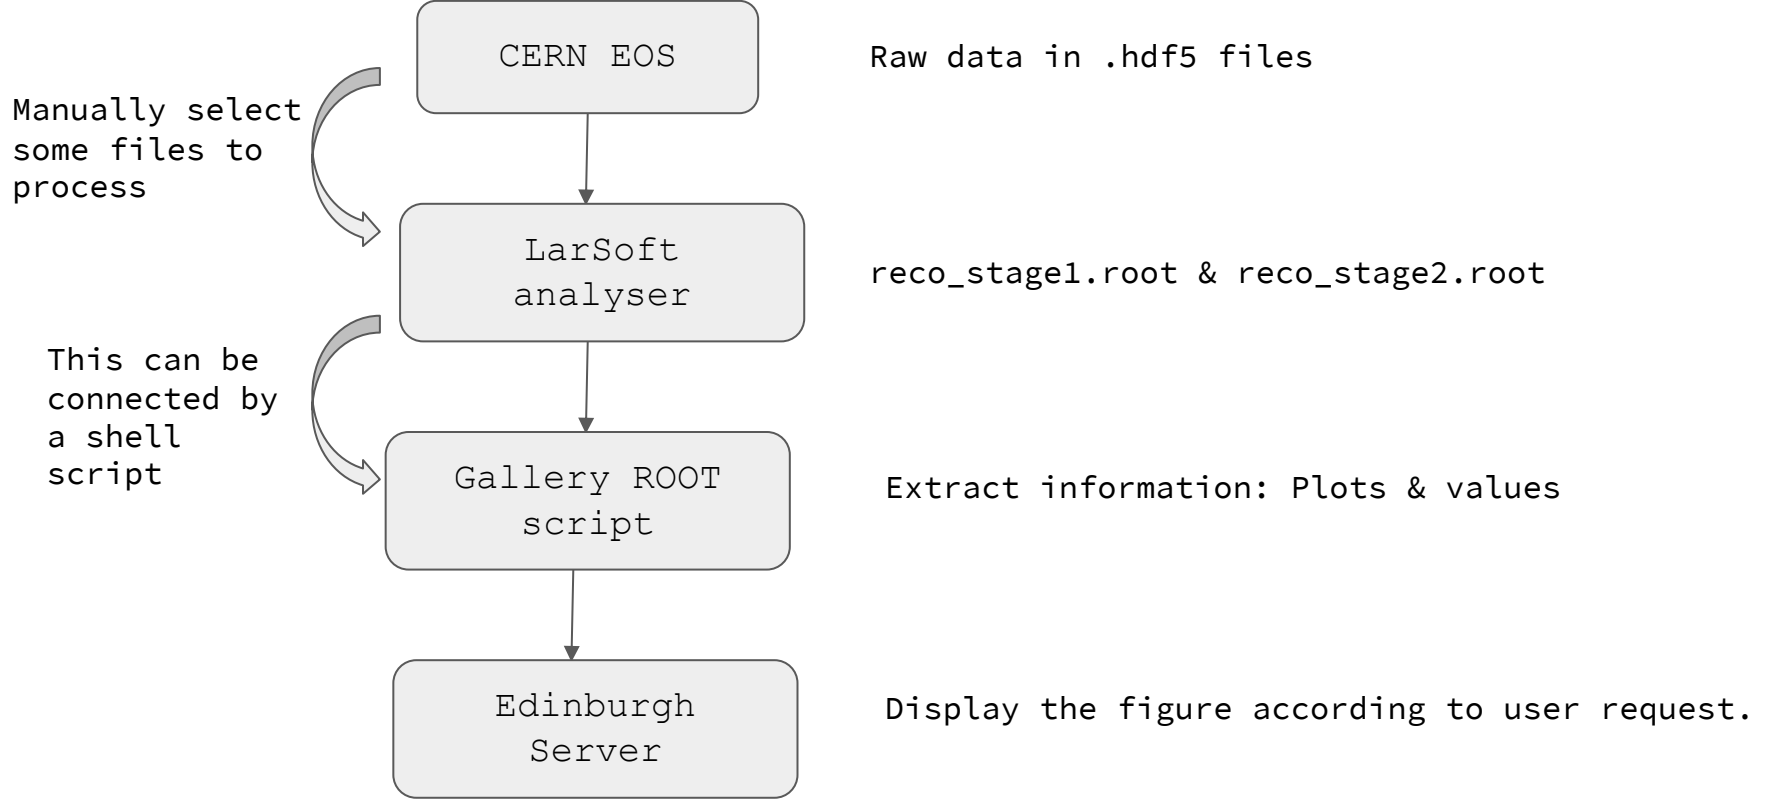 CERN EOS
Raw data in .hdf5 files
Manually select
some files to
process
LarSoft
analyser
reco_stage1.root & reco_stage2.root
This can be
connected by
a shell
script
Gallery ROOT
script
Extract information: Plots & values
Edinburgh
Server
Display the figure according to user request.